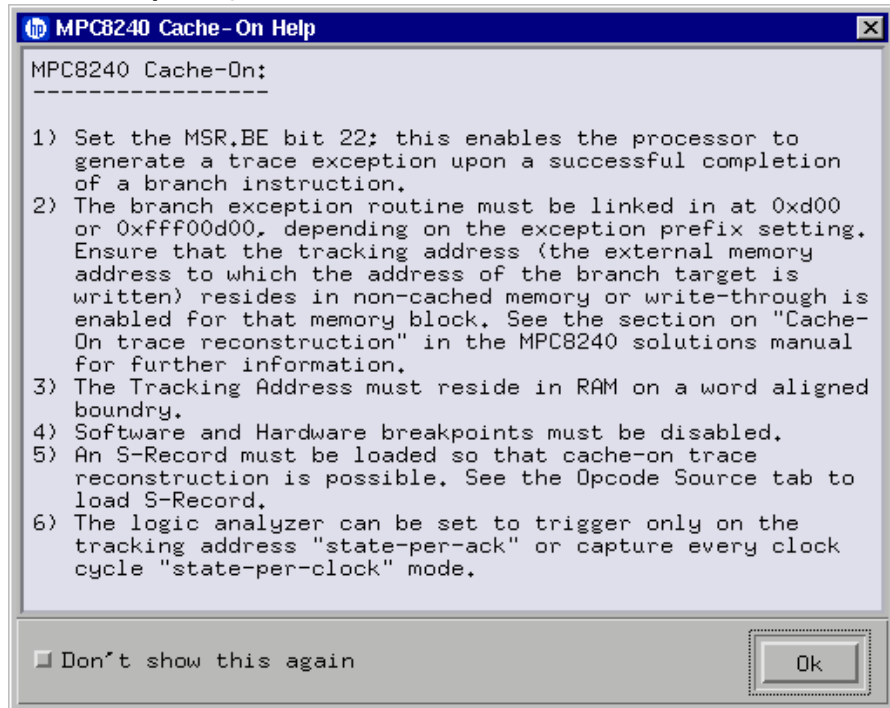 hp MPC8240 Cache-On Help
MPC8240 Cache-On:
-----------------
1) Set the MSR.BE bit 22; this enables the processor to
generate a trace exception upon a successful completion
of a branch instruction.
2) The branch exception routine must be linked in at 0xd00
or 0xfff00d00, depending on the exception prefix setting.
Ensure that the tracking address (the external memory
address to which the address of the branch target is
written) resides in non-cached memory or write-through is
enabled for that memory block. See the section on "Cache-
On trace reconstruction" in the MPC8240 solutions manual
for further information.
3) The Tracking Address must reside in RAM on a word aligned
boundry.
4) Software and Hardware breakpoints must be disabled.
5) An S-Record must be loaded so that cache-on trace
reconstruction is possible. See the Opcode Source tab to
load S-Record.
6) The logic analyzer can be set to trigger only on the
tracking address "state-per-ack" or capture every clock
cycle "state-per-clock" mode.
Don't show this again
Ok